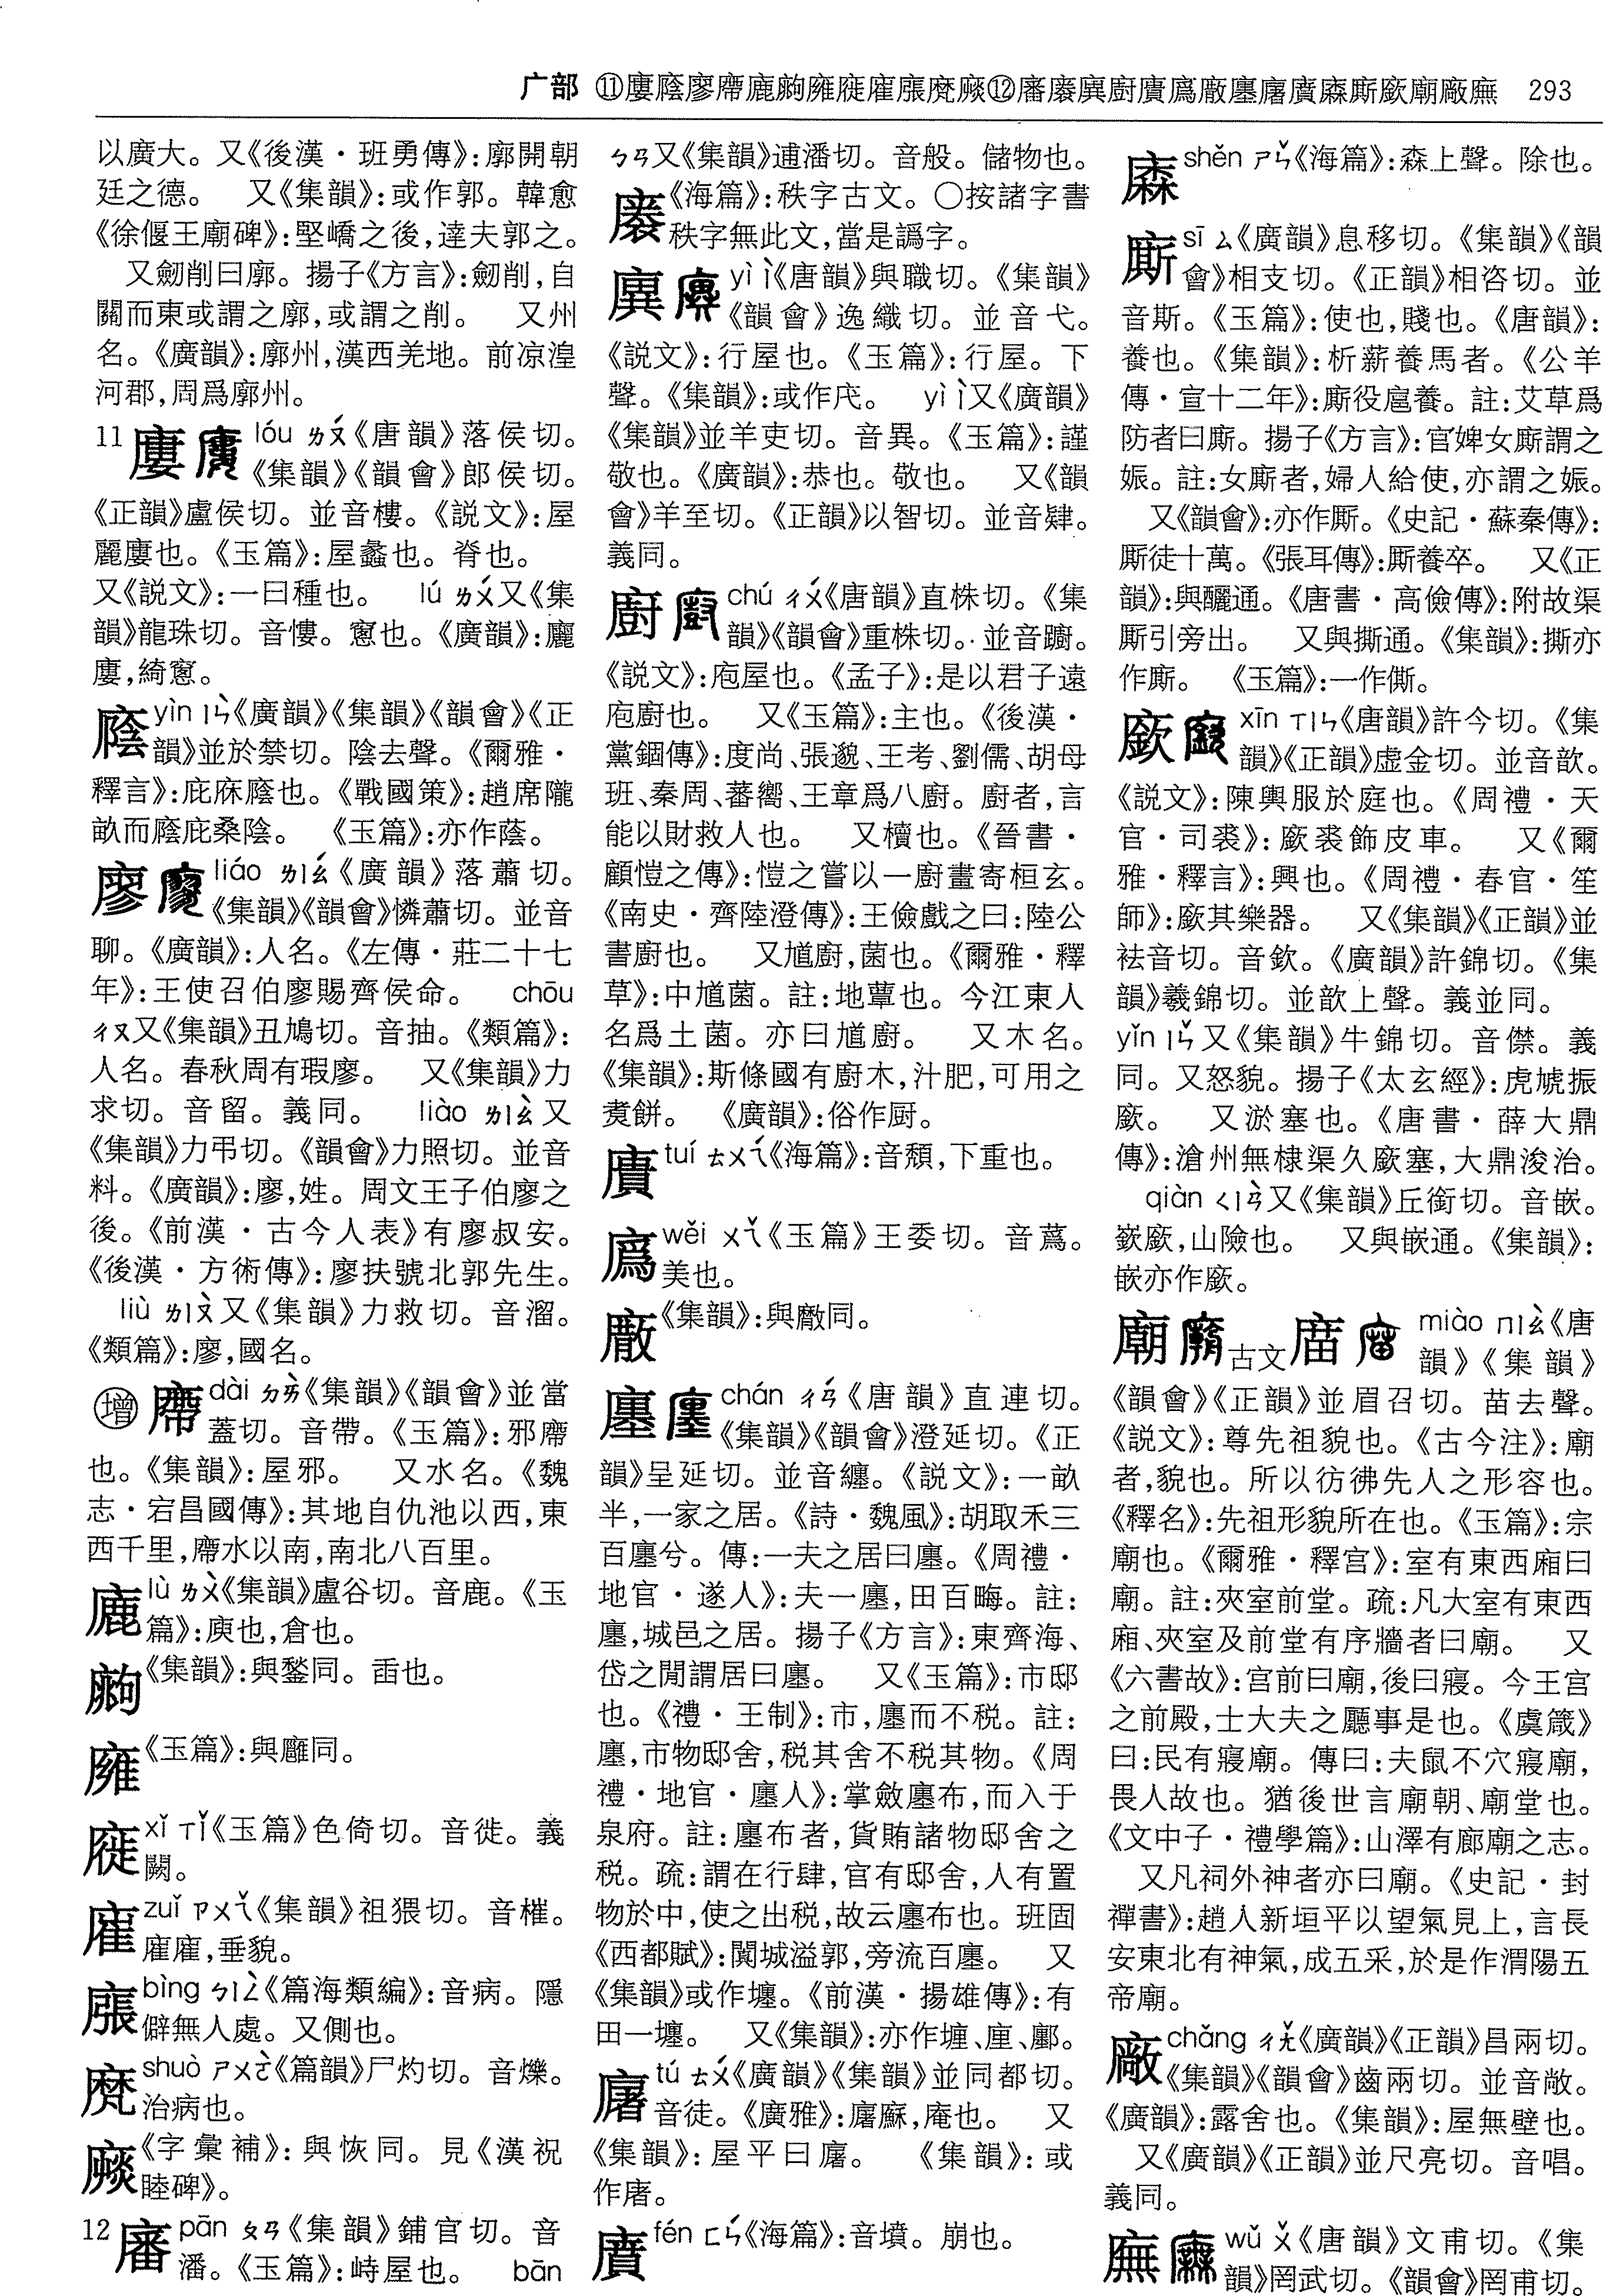 广部 ⑪廔廕廖廗廘廍廱廗廜廬⑫ 293
以廣大。又《後漢·班勇傳》:廓開朝
廷之德。 又《集韻》:或作郭。韓愈
《徐偃王廟碑》:堅嶠之後,達夫郭之。
又劒削曰廓。揚子《方言》:劒削,自
關而東或謂之廓,或謂之削。 又州
名。《廣韻》:廓州,漢西羌地。前凉湟
河郡,周爲廓州。
11 廔 lóu ㄌㄡˊ《唐韻》落侯切。
《集韻》《韻會》郎侯切。
《正韻》盧侯切。並音樓。《説文》:屋
麗廔也。《玉篇》:屋蠡也。脊也。
又《説文》:一曰種也。 lú ㄌㄨˊ又《集
韻》龍珠切。音慺。窻也。《廣韻》:廲
廔,綺窻。
廕 yìn ㄧㄣˋ《廣韻》《集韻》《韻會》《正
韻》並於禁切。陰去聲。《爾雅·
釋言》:庇庥廕也。《戰國策》:趙席隴
畝而廕庇桑陰。 《玉篇》:亦作蔭。
廖 liáo ㄌㄧㄠˊ《廣韻》落蕭切。
《集韻》《韻會》憐蕭切。並音
聊。《廣韻》:人名。《左傳·莊二十七
年》:王使召伯廖賜齊侯命。 chōu
ㄔㄡ又《集韻》丑鳩切。音抽。《類篇》:
人名。春秋周有瑕廖。 又《集韻》力
求切。音留。義同。 liào ㄌㄧㄠˋ又
《集韻》力弔切。《韻會》力照切。並音
料。《廣韻》:廖,姓。周文王子伯廖之
後。《前漢·古今人表》有廖叔安。
《後漢·方術傳》:廖扶號北郭先生。
liù ㄌㄧㄡˋ又《集韻》力救切。音溜。
《類篇》:廖,國名。
增 廗 dài ㄉㄞˋ《集韻》《韻會》並當
蓋切。音帶。《玉篇》:邪廗
也。《集韻》:屋邪。 又水名。《魏
志·宕昌國傳》:其地自仇池以西,東
西千里,廗水以南,南北八百里。
廘 lù ㄌㄨˋ《集韻》盧谷切。音鹿。《玉
篇》:庾也,倉也。
《集韻》:與鍫同。臿也。
《玉篇》:與廱同。
xǐ ㄒㄧˇ《玉篇》色倚切。音徙。義
闕。
zuǐ ㄗㄨㄟˇ《集韻》祖猥切。音槯。
垂貌。
bìng ㄅㄧㄥˋ《篇海類編》:音病。隱
僻無人處。又側也。
shuò ㄕㄨㄛˋ《篇韻》尸灼切。音爍。
治病也。
《字彙補》:與恢同。見《漢祝
睦碑》。
12 pān ㄆㄢ《集韻》鋪官切。音
潘。《玉篇》:峙屋也。 bān
ㄅㄢ又《集韻》逋潘切。音般。儲物也。
《海篇》:秩字古文。○按諸字書
秩字無此文,當是譌字。
廙 yì ㄧˋ《唐韻》與職切。《集韻》
《韻會》逸織切。並音弋。
《説文》:行屋也。《玉篇》:行屋。下
聲。《集韻》:或作庑。 yì ㄧˋ又《廣韻》
《集韻》並羊吏切。音異。《玉篇》:謹
敬也。《廣韻》:恭也。敬也。 又《韻
會》羊至切。《正韻》以智切。並音肄。
義同。
廚 chú ㄔㄨˊ《唐韻》直株切。《集
韻》《韻會》重株切。並音躕。
《説文》:庖屋也。《孟子》:是以君子遠
庖廚也。 又《玉篇》:主也。《後漢·
黨錮傳》:度尚、張邈、王考、劉儒、胡母
班、秦周、蕃嚮、王章爲八廚。廚者,言
能以財救人也。 又櫝也。《晉書·
顧愷之傳》:愷之嘗以一廚畫寄桓玄。
《南史·齊陸澄傳》:王儉戲之曰:陸公
書廚也。 又馗廚,菌也。《爾雅·釋
草》:中馗菌。註:地蕈也。今江東人
名爲土菌。亦曰馗廚。 又木名。
《集韻》:斯條國有廚木,汁肥,可用之
煑餅。 《廣韻》:俗作厨。
tuí ㄊㄨㄟˊ《海篇》:音頹,下重也。
wěi ㄨㄟˇ《玉篇》王委切。音蔿。
美也。
《集韻》:與廠同。
廛 chán ㄔㄢˊ《唐韻》直連切。
《集韻》《韻會》澄延切。《正
韻》呈延切。並音纏。《説文》:一畝
半,一家之居。《詩·魏風》:胡取禾三
百廛兮。傳:一夫之居曰廛。《周禮·
地官·遂人》:夫一廛,田百畮。註:
廛,城邑之居。揚子《方言》:東齊海、
岱之閒謂居曰廛。 又《玉篇》:市邸
也。《禮·王制》:市,廛而不税。註:
廛,市物邸舍,税其舍不税其物。《周
禮·地官·廛人》:掌斂廛布,而入于
泉府。註:廛布者,貨賄諸物邸舍之
税。疏:謂在行肆,官有邸舍,人有置
物於中,使之出税,故云廛布也。班固
《西都賦》:闐城溢郭,旁流百廛。 又
《集韻》或作壥。《前漢·揚雄傳》:有
田一壥。 又《集韻》:亦作㙻、㕓、鄽。
廜 tú ㄊㄨˊ《廣韻》《集韻》並同都切。
音徒。《廣雅》:廜㢝,庵也。 又
《集韻》:屋平曰廜。 《集韻》:或
作庩。
fén ㄈㄣˊ《海篇》:音墳。崩也。
shěn ㄕㄣˇ《海篇》:森上聲。除也。
廝 sī ㄙ《廣韻》息移切。《集韻》《韻
會》相支切。《正韻》相咨切。並
音斯。《玉篇》:使也,賤也。《唐韻》:
養也。《集韻》:析薪養馬者。《公羊
傳·宣十二年》:廝役扈養。註:艾草爲
防者曰廝。揚子《方言》:官婢女廝謂之
娠。註:女廝者,婦人給使,亦謂之娠。
又《韻會》:亦作厮。《史記·蘇秦傳》:
厮徒十萬。《張耳傳》:厮養卒。 又《正
韻》:與釃通。《唐書·高儉傳》:附故渠
厮引旁出。 又與撕通。《集韻》:撕亦
作廝。 《玉篇》:一作㒋。
廞 xīn ㄒㄧㄣ《唐韻》許今切。《集
韻》《正韻》虚金切。並音歆。
《説文》:陳輿服於庭也。《周禮·天
官·司裘》:廞裘飾皮車。 又《爾
雅·釋言》:興也。《周禮·春官·笙
師》:廞其樂器。 又《集韻》《正韻》並
袪音切。音欽。《廣韻》許錦切。《集
韻》羲錦切。並歆上聲。義並同。
yǐn ㄧㄣˇ又《集韻》牛錦切。音僸。義
同。又怒貌。揚子《太玄經》:虎虓振
廞。 又淤塞也。《唐書·薛大鼎
傳》:滄州無棣渠久廞塞,大鼎浚治。
qiàn ㄑㄧㄢˋ又《集韻》丘銜切。音嵌。
嶔廞,山險也。 又與嵌通。《集韻》:
嵌亦作廞。
廟 古文 庿 miào ㄇㄧㄠˋ《唐
韻》《集韻》
《韻會》《正韻》並眉召切。苗去聲。
《説文》:尊先祖貌也。《古今注》:廟
者,貌也。所以彷彿先人之形容也。
《釋名》:先祖形貌所在也。《玉篇》:宗
廟也。《爾雅·釋宫》:室有東西廂曰
廟。註:夾室前堂。疏:凡大室有東西
廂、夾室及前堂有序牆者曰廟。 又
《六書故》:宫前曰廟,後曰寢。今王宫
之前殿,士大夫之廳事是也。《虞箴》
曰:民有寢廟。傳曰:夫鼠不穴寢廟,
畏人故也。猶後世言廟朝、廟堂也。
《文中子·禮學篇》:山澤有廊廟之志。
又凡祠外神者亦曰廟。《史記·封
禪書》:趙人新垣平以望氣見上,言長
安東北有神氣,成五采,於是作渭陽五
帝廟。
廠 chǎng ㄔㄤˇ《廣韻》《正韻》昌兩切。
《集韻》《韻會》齒兩切。並音敞。
《廣韻》:露舍也。《集韻》:屋無壁也。
又《廣韻》《正韻》並尺亮切。音唱。
義同。
廡 wǔ ㄨˇ《唐韻》文甫切。《集
韻》罔武切。《韻會》罔甫切。